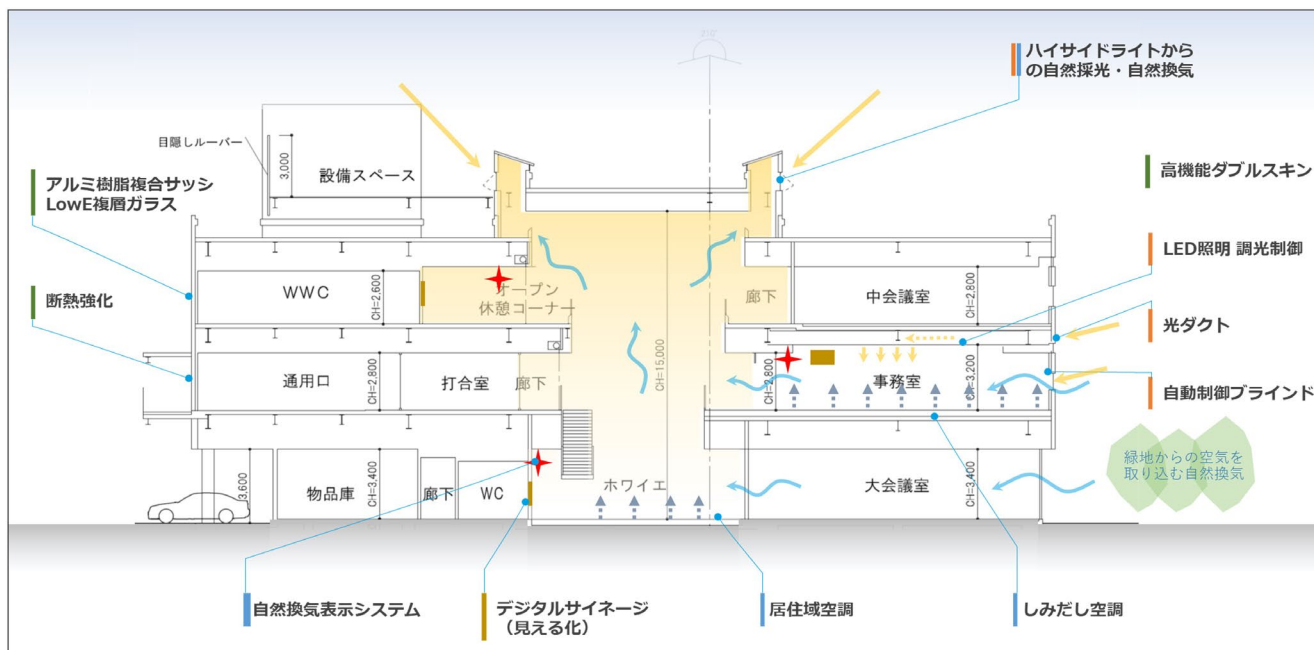 ハイサイドライトから
の自然採光・自然換気
目隠しルーバー
3,000
設備スペース
アルミ樹脂複合サッシ
LowE複層ガラス
高機能ダブルスキン
LED照明 調光制御
断熱強化
WWC
CH=2,600
オープン
休憩コーナー
CH=15,000
廊下
中会議室
CH=2,800
光ダクト
通用口
CH=2,800
打合室
廊下
CH=2,800
事務室
CH=3,200
自動制御ブラインド
緑地からの空気を
取り込む自然換気
3,600
物品庫
CH=3,400
廊下
WC
ホワイエ
大会議室
CH=3,400
自然換気表示システム
デジタルサイネージ
（見える化）
居住域空調
しみだし空調